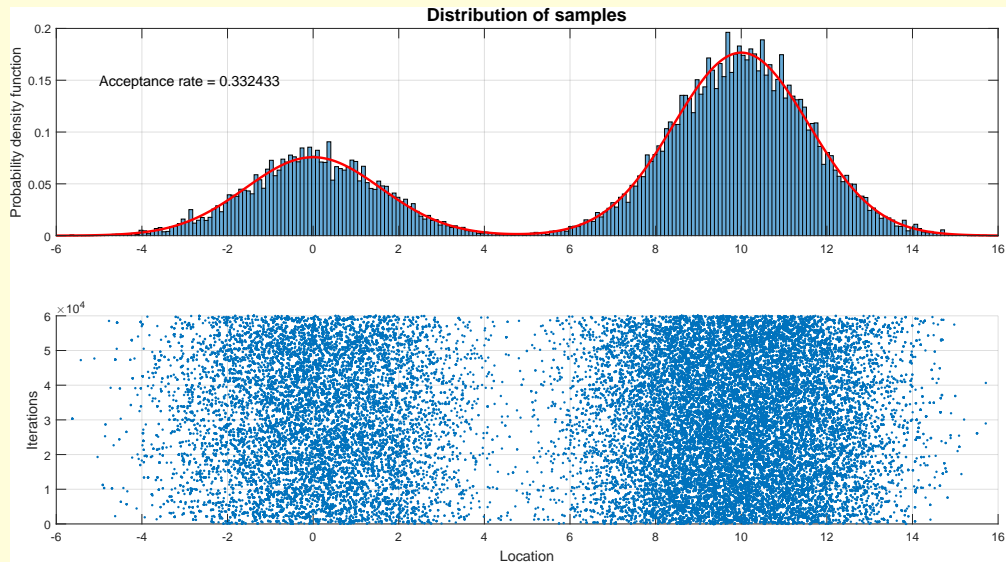 Distribution of samples
Probability density function
0.2
0.15
0.1
0.05
0
Acceptance rate = 0.332433
-6 -4 -2 0 2 4 6 8 10 12 14 16
×10⁴
Iterations
6
5
4
3
2
1
0
-6 -4 -2 0 2 4 6 8 10 12 14 16
Location